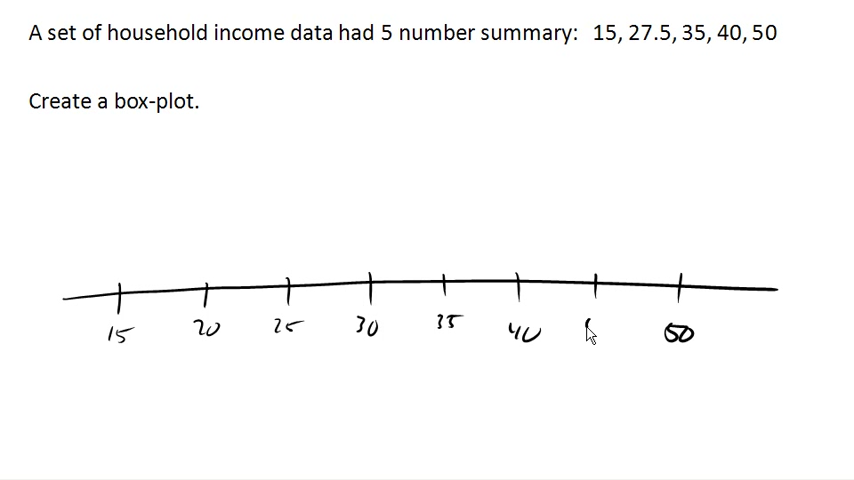 A set of household income data had 5 number summary: 15, 27.5, 35, 40, 50
Create a box-plot.
15 20 25 30 35 40 50